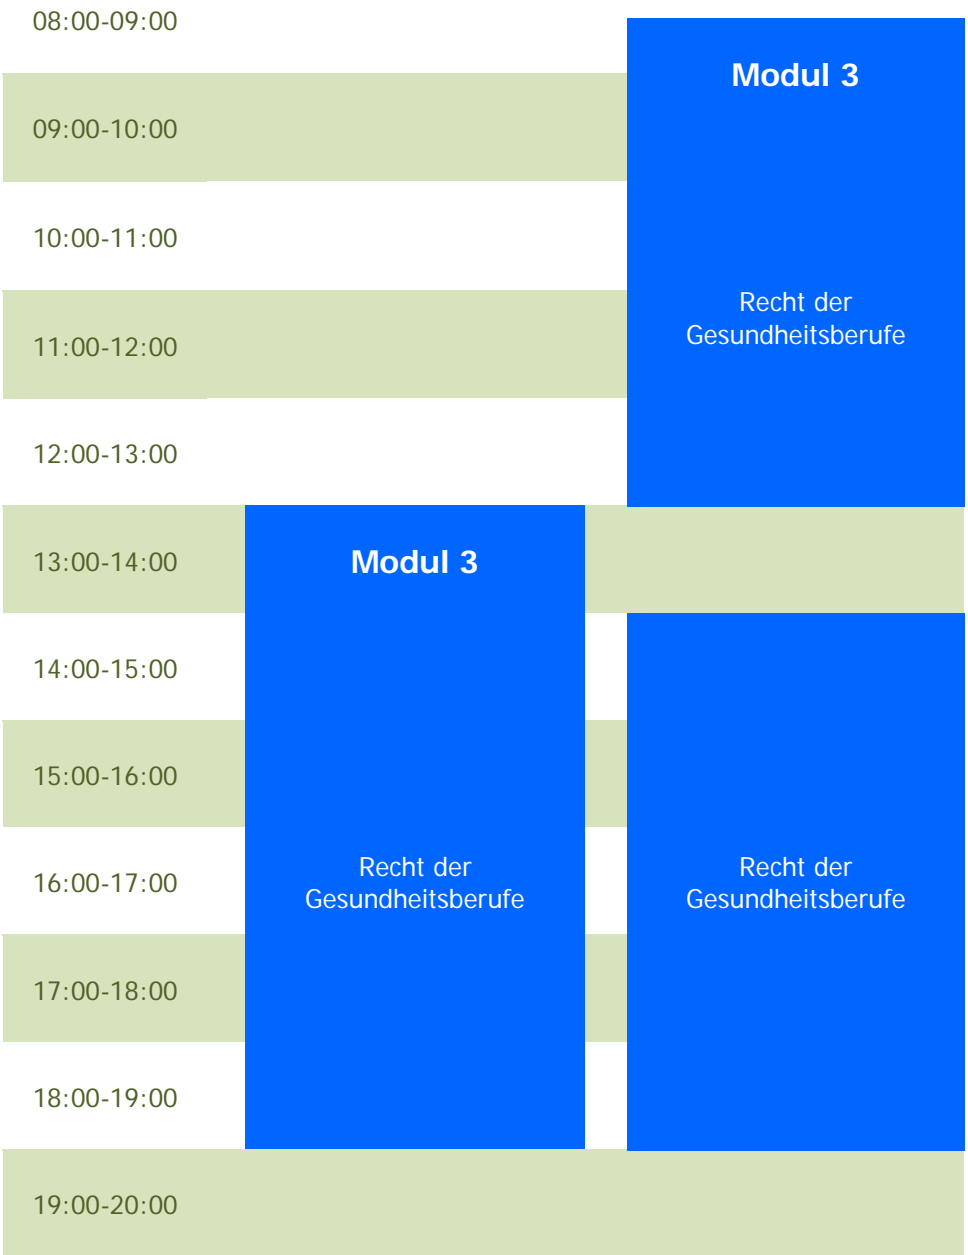 08:00-09:00
Modul 3
09:00-10:00
10:00-11:00
Recht der
Gesundheitsberufe
11:00-12:00
12:00-13:00
13:00-14:00
Modul 3
14:00-15:00
15:00-16:00
16:00-17:00
Recht der
Gesundheitsberufe
Recht der
Gesundheitsberufe
17:00-18:00
18:00-19:00
19:00-20:00